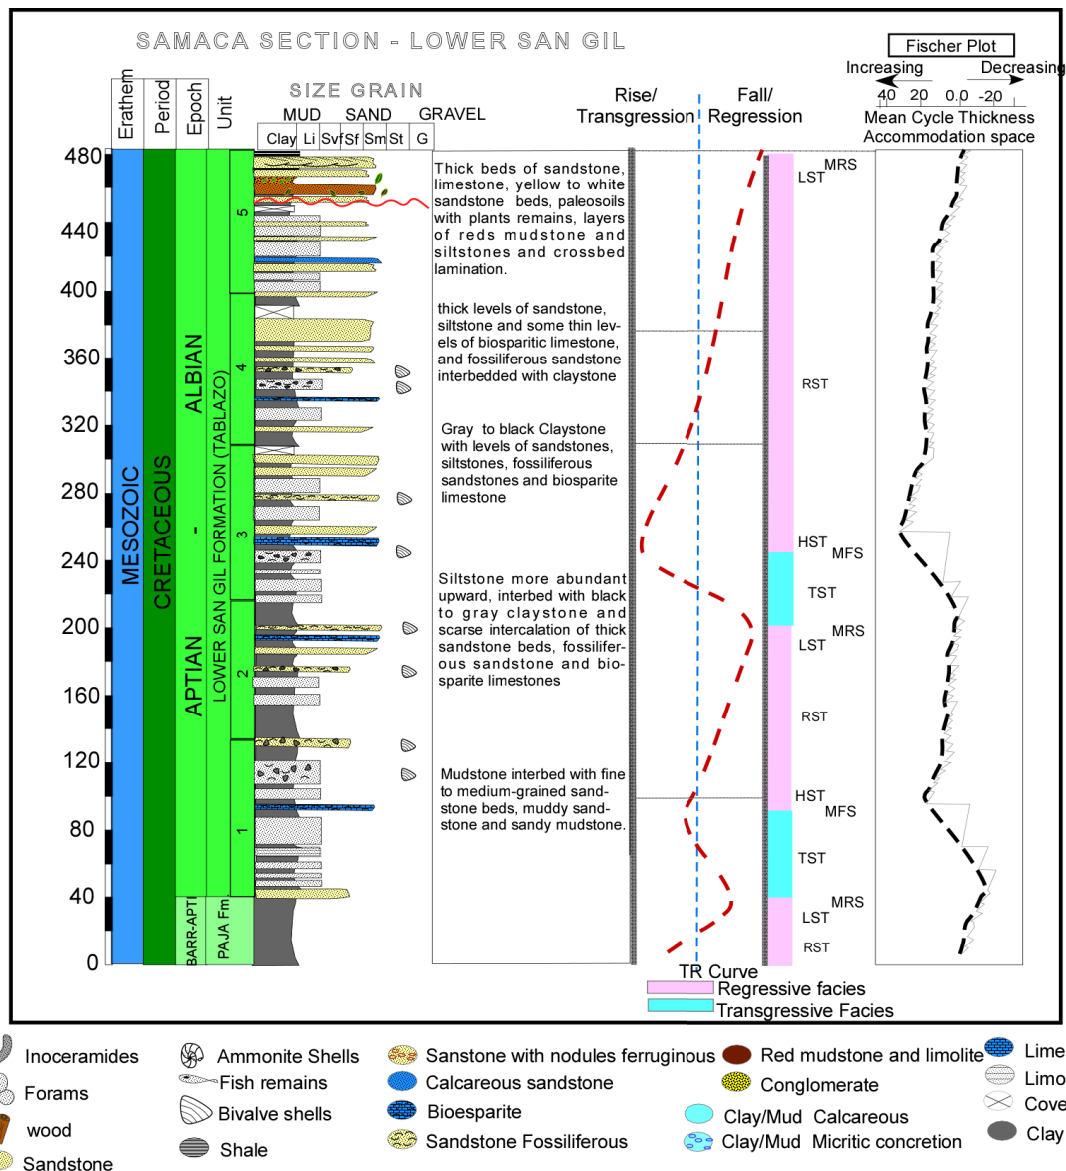 SAMACA SECTION - LOWER SAN GIL
Fischer Plot
Increasing
Decreasing
40 20 0.0 -20
Mean Cycle Thickness
Accommodation space
Erathem
Period
Epoch
Unit
SIZE GRAIN
MUD SAND GRAVEL
Clay Li Svf Sf Sm St G
Rise/
Transgression
Fall/
Regression
480
440
400
360
320
280
240
200
160
120
80
40
0
MESOZOIC
CRETACEOUS
APTIAN - ALBIAN
BARR-APTI
LOWER SAN GIL FORMATION (TABLAZO)
PAJA Fm.
5
4
3
2
1
Thick beds of sandstone,
limestone, yellow to white
sandstone beds, paleosoils
with plants remains, layers
of reds mudstone and
siltstones and crossbed
lamination.
thick levels of sandstone,
siltstone and some thin lev-
els of biosparitic limestone,
and fossiliferous sandstone
interbedded with claystone
Gray to black Claystone
with levels of sandstones,
siltstones, fossiliferous
sandstones and biosparite
limestone
Siltstone more abundant
upward, interbed with black
to gray claystone and
scarse intercalation of thick
sandstone beds, fossilifer-
ous sandstone and bio-
sparite limestones
Mudstone interbed with fine
to medium-grained sand-
stone beds, muddy sand-
stone and sandy mudstone.
MRS
LST
RST
HST
MFS
TST
MRS
LST
RST
HST
MFS
TST
MRS
LST
RST
TR Curve
Regressive facies
Transgressive Facies
Inoceramides
Forams
wood
Sandstone
Ammonite Shells
Fish remains
Bivalve shells
Shale
Sanstone with nodules ferruginous
Calcareous sandstone
Bioesparite
Sandstone Fossiliferous
Red mudstone and limolite
Conglomerate
Clay/Mud Calcareous
Clay/Mud Micritic concretion
Lime
Limo
Cove
Clay